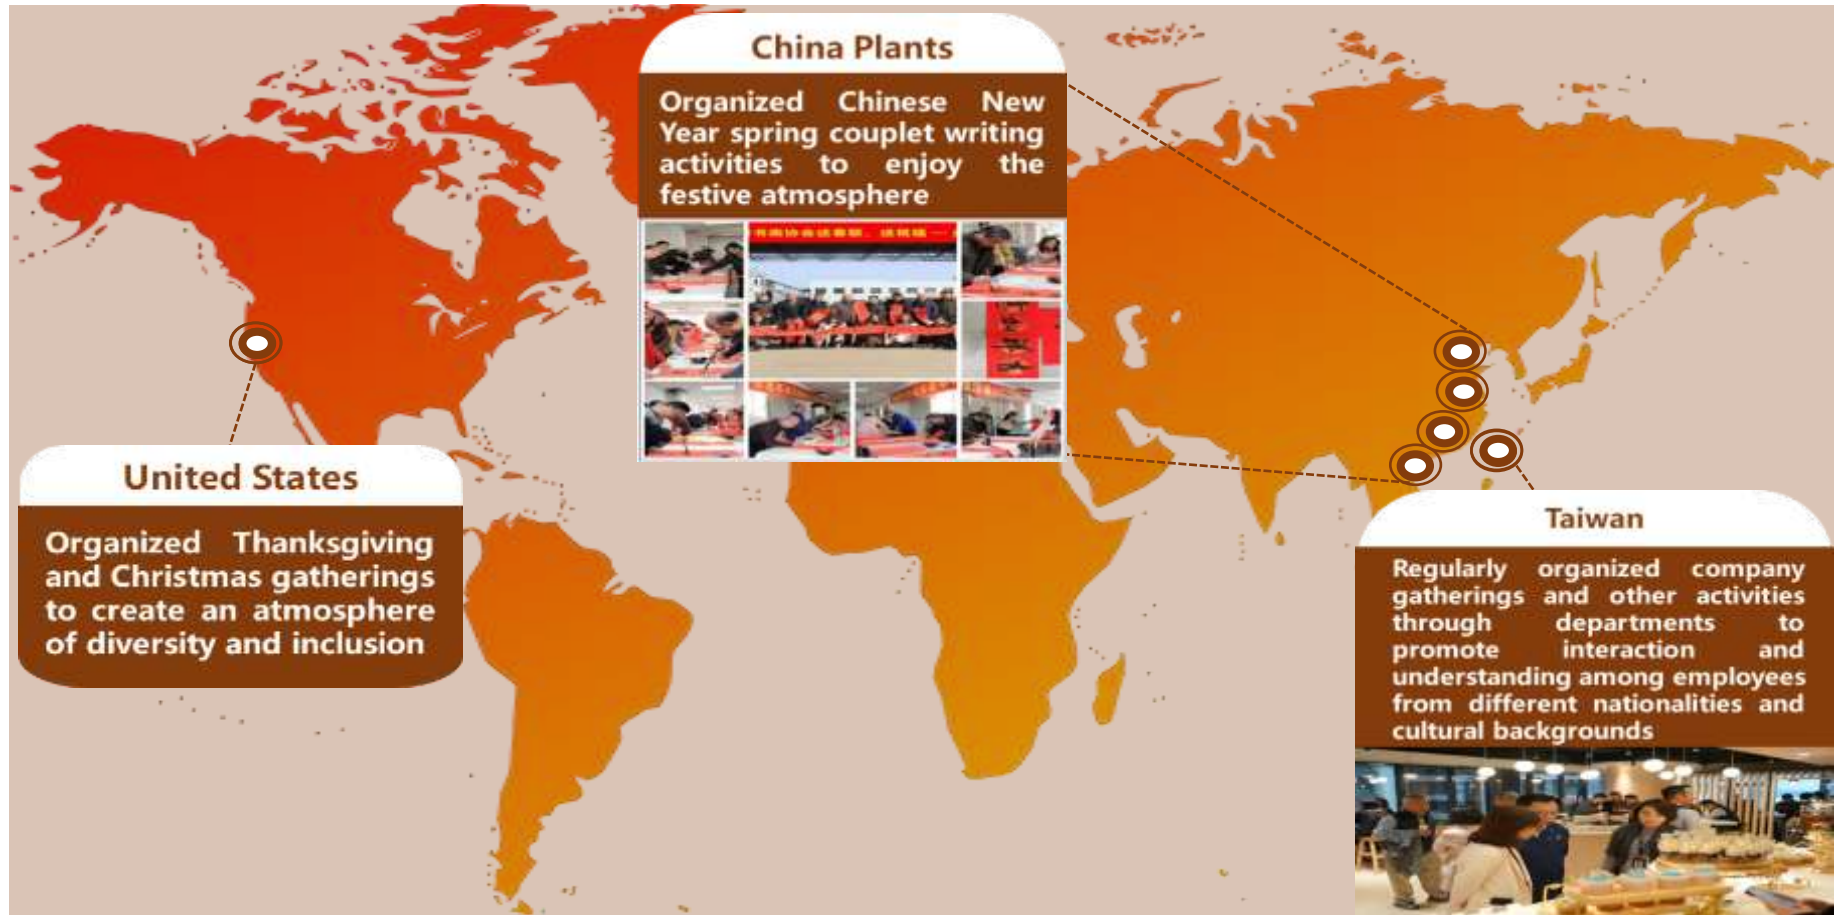 China Plants
Organized Chinese New
Year spring couplet writing
activities to enjoy the
festive atmosphere
United States
Organized Thanksgiving
and Christmas gatherings
to create an atmosphere
of diversity and inclusion
Taiwan
Regularly organized company
gatherings and other activities
through departments to
promote interaction and
understanding among employees
from different nationalities and
cultural backgrounds